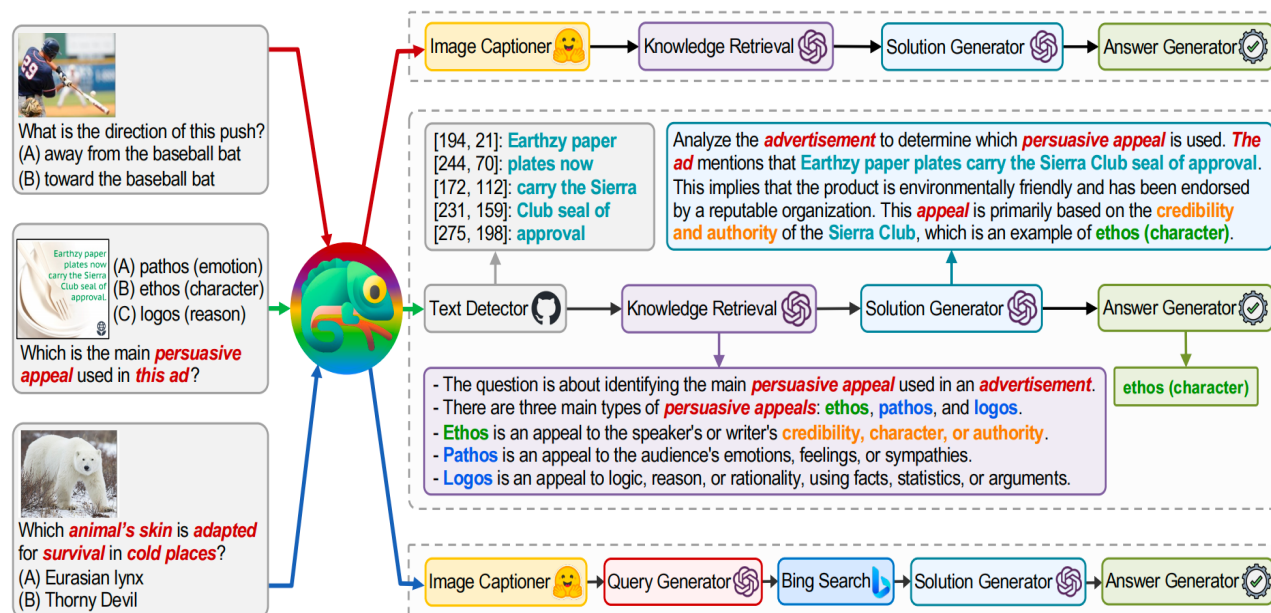 29
What is the direction of this push?
(A) away from the baseball bat
(B) toward the baseball bat
Earthzy paper
plates now
carry the Sierra
Club seal of
approval.
(A) pathos (emotion)
(B) ethos (character)
(C) logos (reason)
Which is the main persuasive
appeal used in this ad?
Which animal's skin is adapted
for survival in cold places?
(A) Eurasian lynx
(B) Thorny Devil
Image Captioner
Knowledge Retrieval
Solution Generator
Answer Generator
[194, 21]: Earthzy paper
[244, 70]: plates now
[172, 112]: carry the Sierra
[231, 159]: Club seal of
[275, 198]: approval
Analyze the advertisement to determine which persuasive appeal is used. The
ad mentions that Earthzy paper plates carry the Sierra Club seal of approval.
This implies that the product is environmentally friendly and has been endorsed
by a reputable organization. This appeal is primarily based on the credibility
and authority of the Sierra Club, which is an example of ethos (character).
Text Detector
Knowledge Retrieval
Solution Generator
Answer Generator
- The question is about identifying the main persuasive appeal used in an advertisement.
- There are three main types of persuasive appeals: ethos, pathos, and logos.
- Ethos is an appeal to the speaker's or writer's credibility, character, or authority.
- Pathos is an appeal to the audience's emotions, feelings, or sympathies.
- Logos is an appeal to logic, reason, or rationality, using facts, statistics, or arguments.
ethos (character)
Image Captioner
Query Generator
Bing Search
Solution Generator
Answer Generator